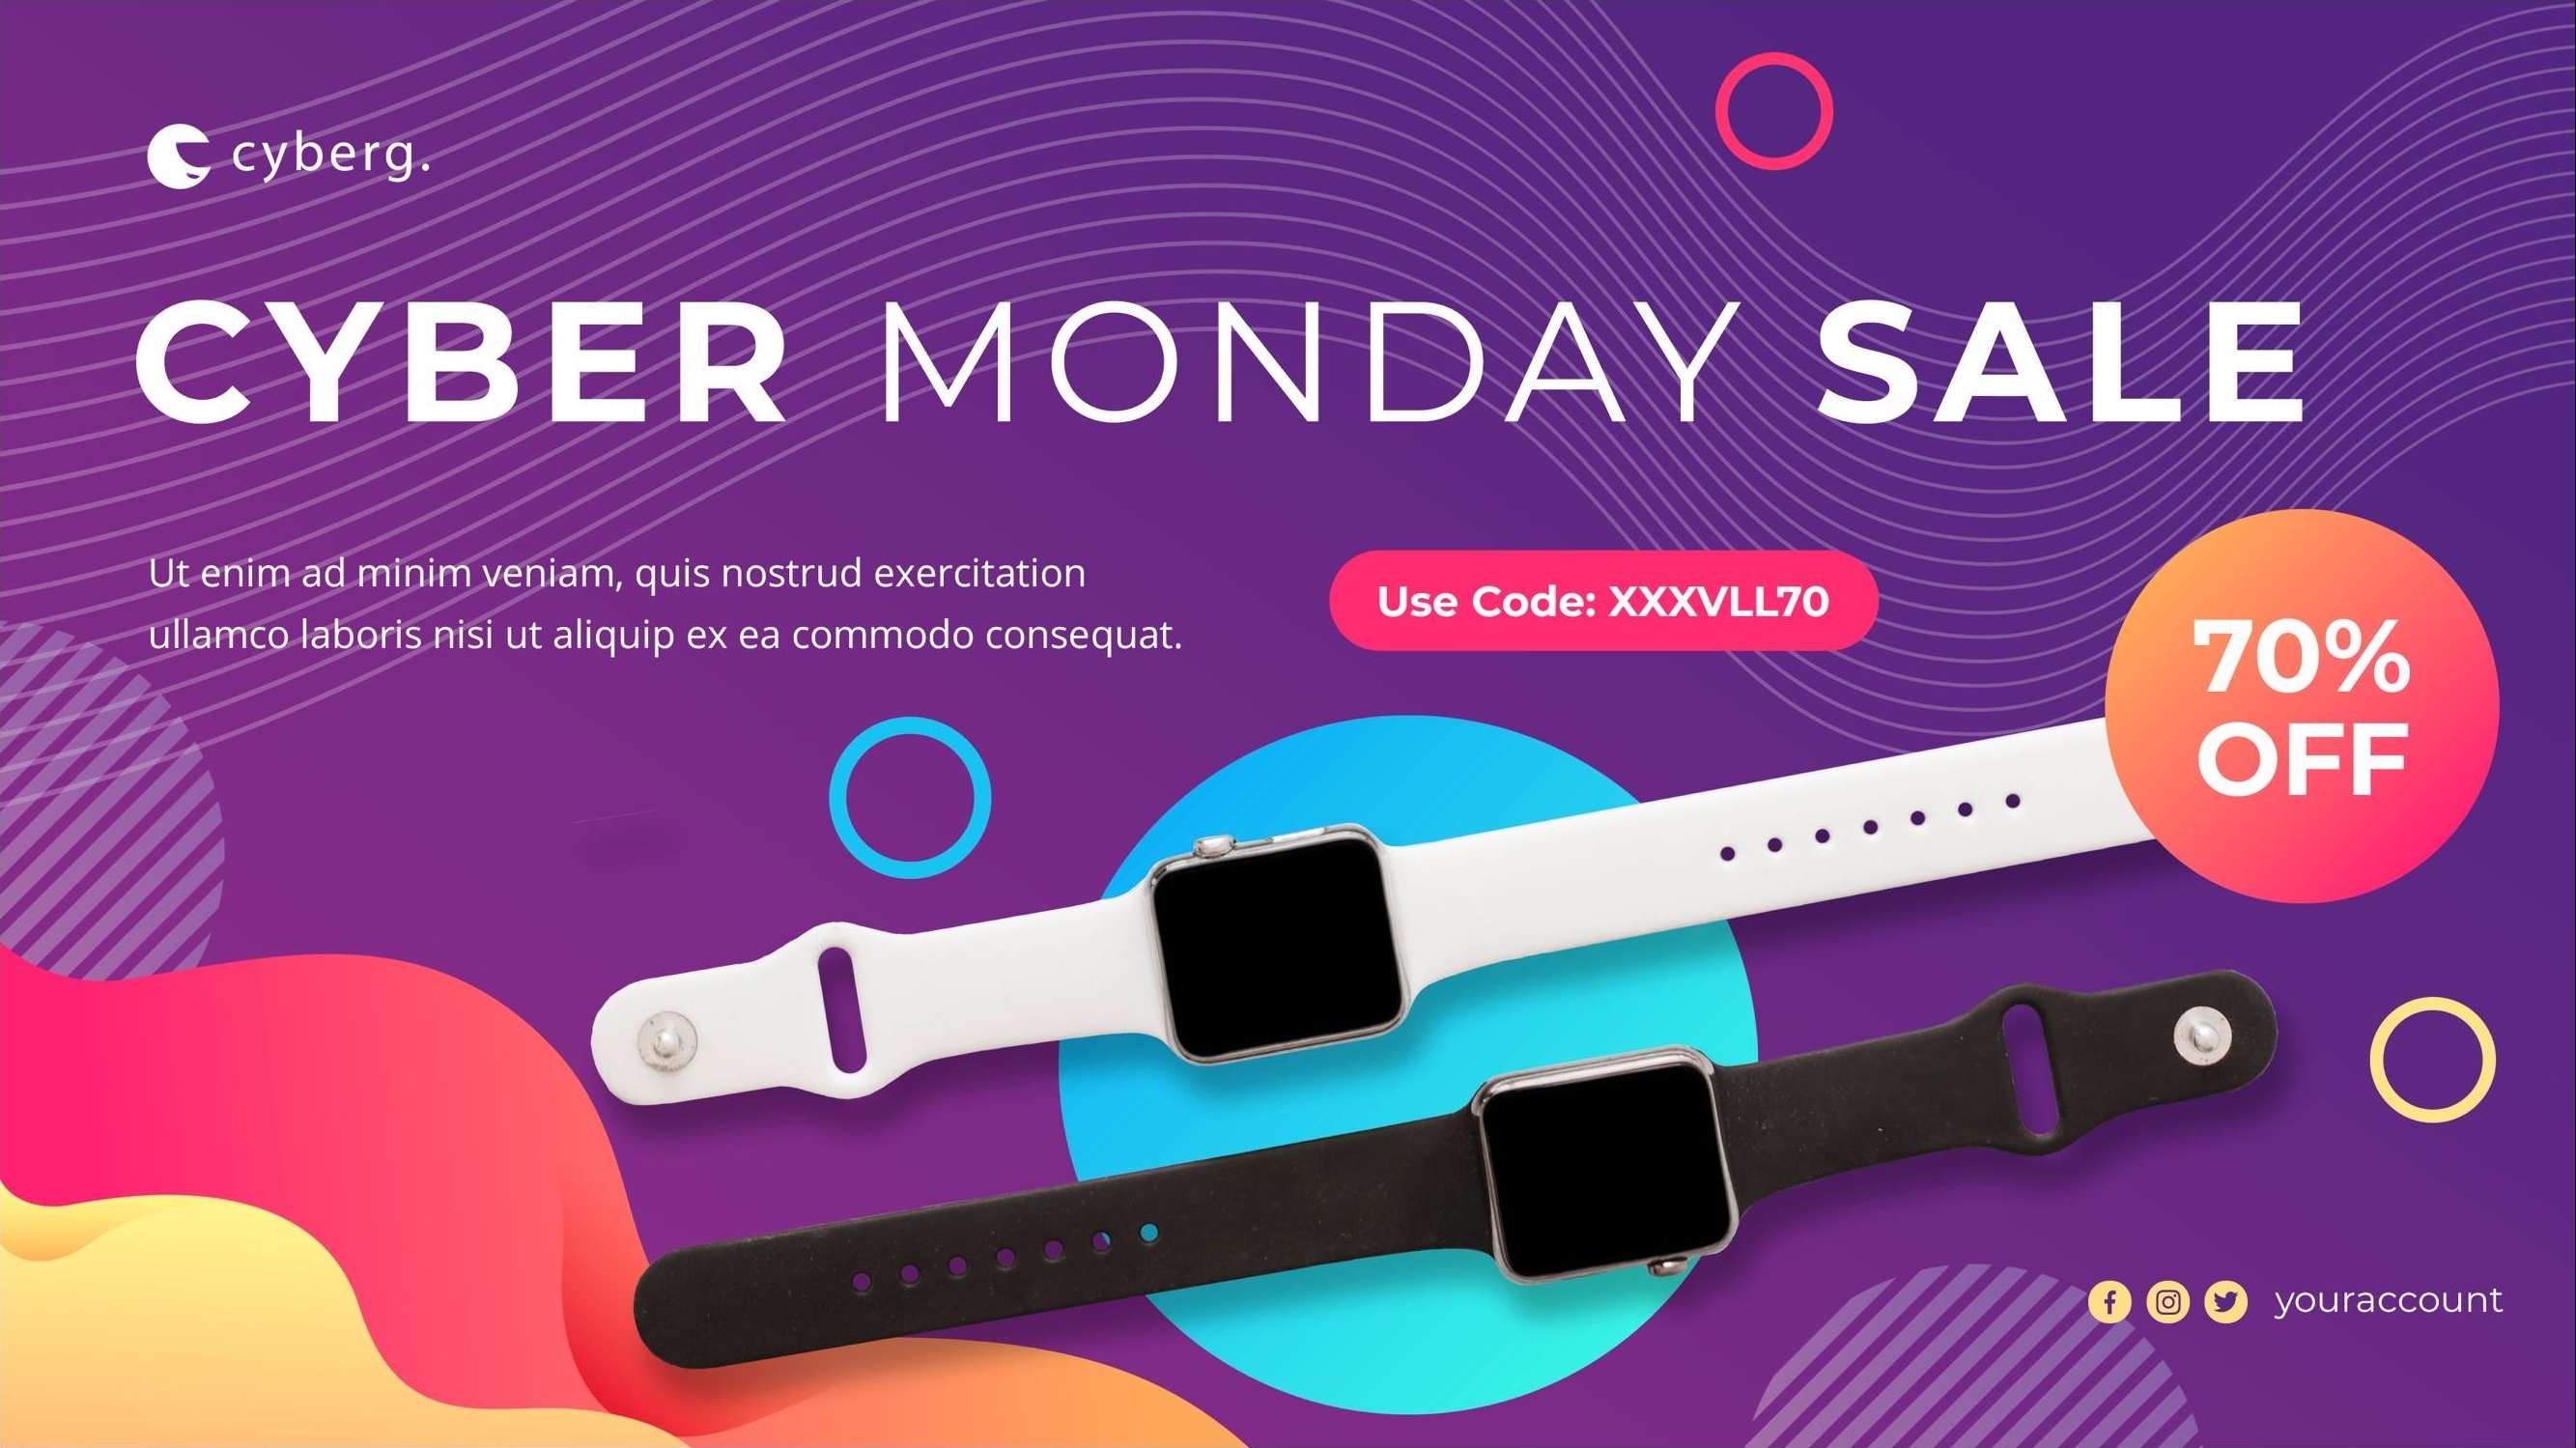 cyberg.
CYBER MONDAY SALE
Ut enim ad minim veniam, quis nostrud exercitation
ullamco laboris nisi ut aliquip ex ea commodo consequat.
Use Code: XXXVLL70
70%
OFF
youraccount